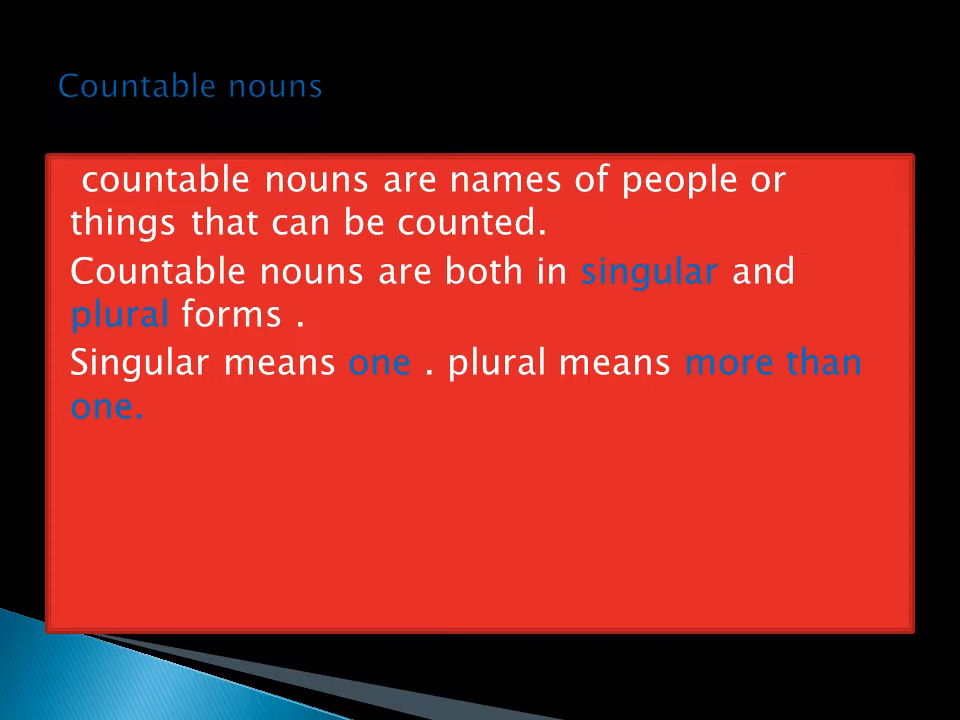 Countable nouns
countable nouns are names of people or
things that can be counted.
Countable nouns are both in singular and
plural forms .
Singular means one . plural means more than
one.